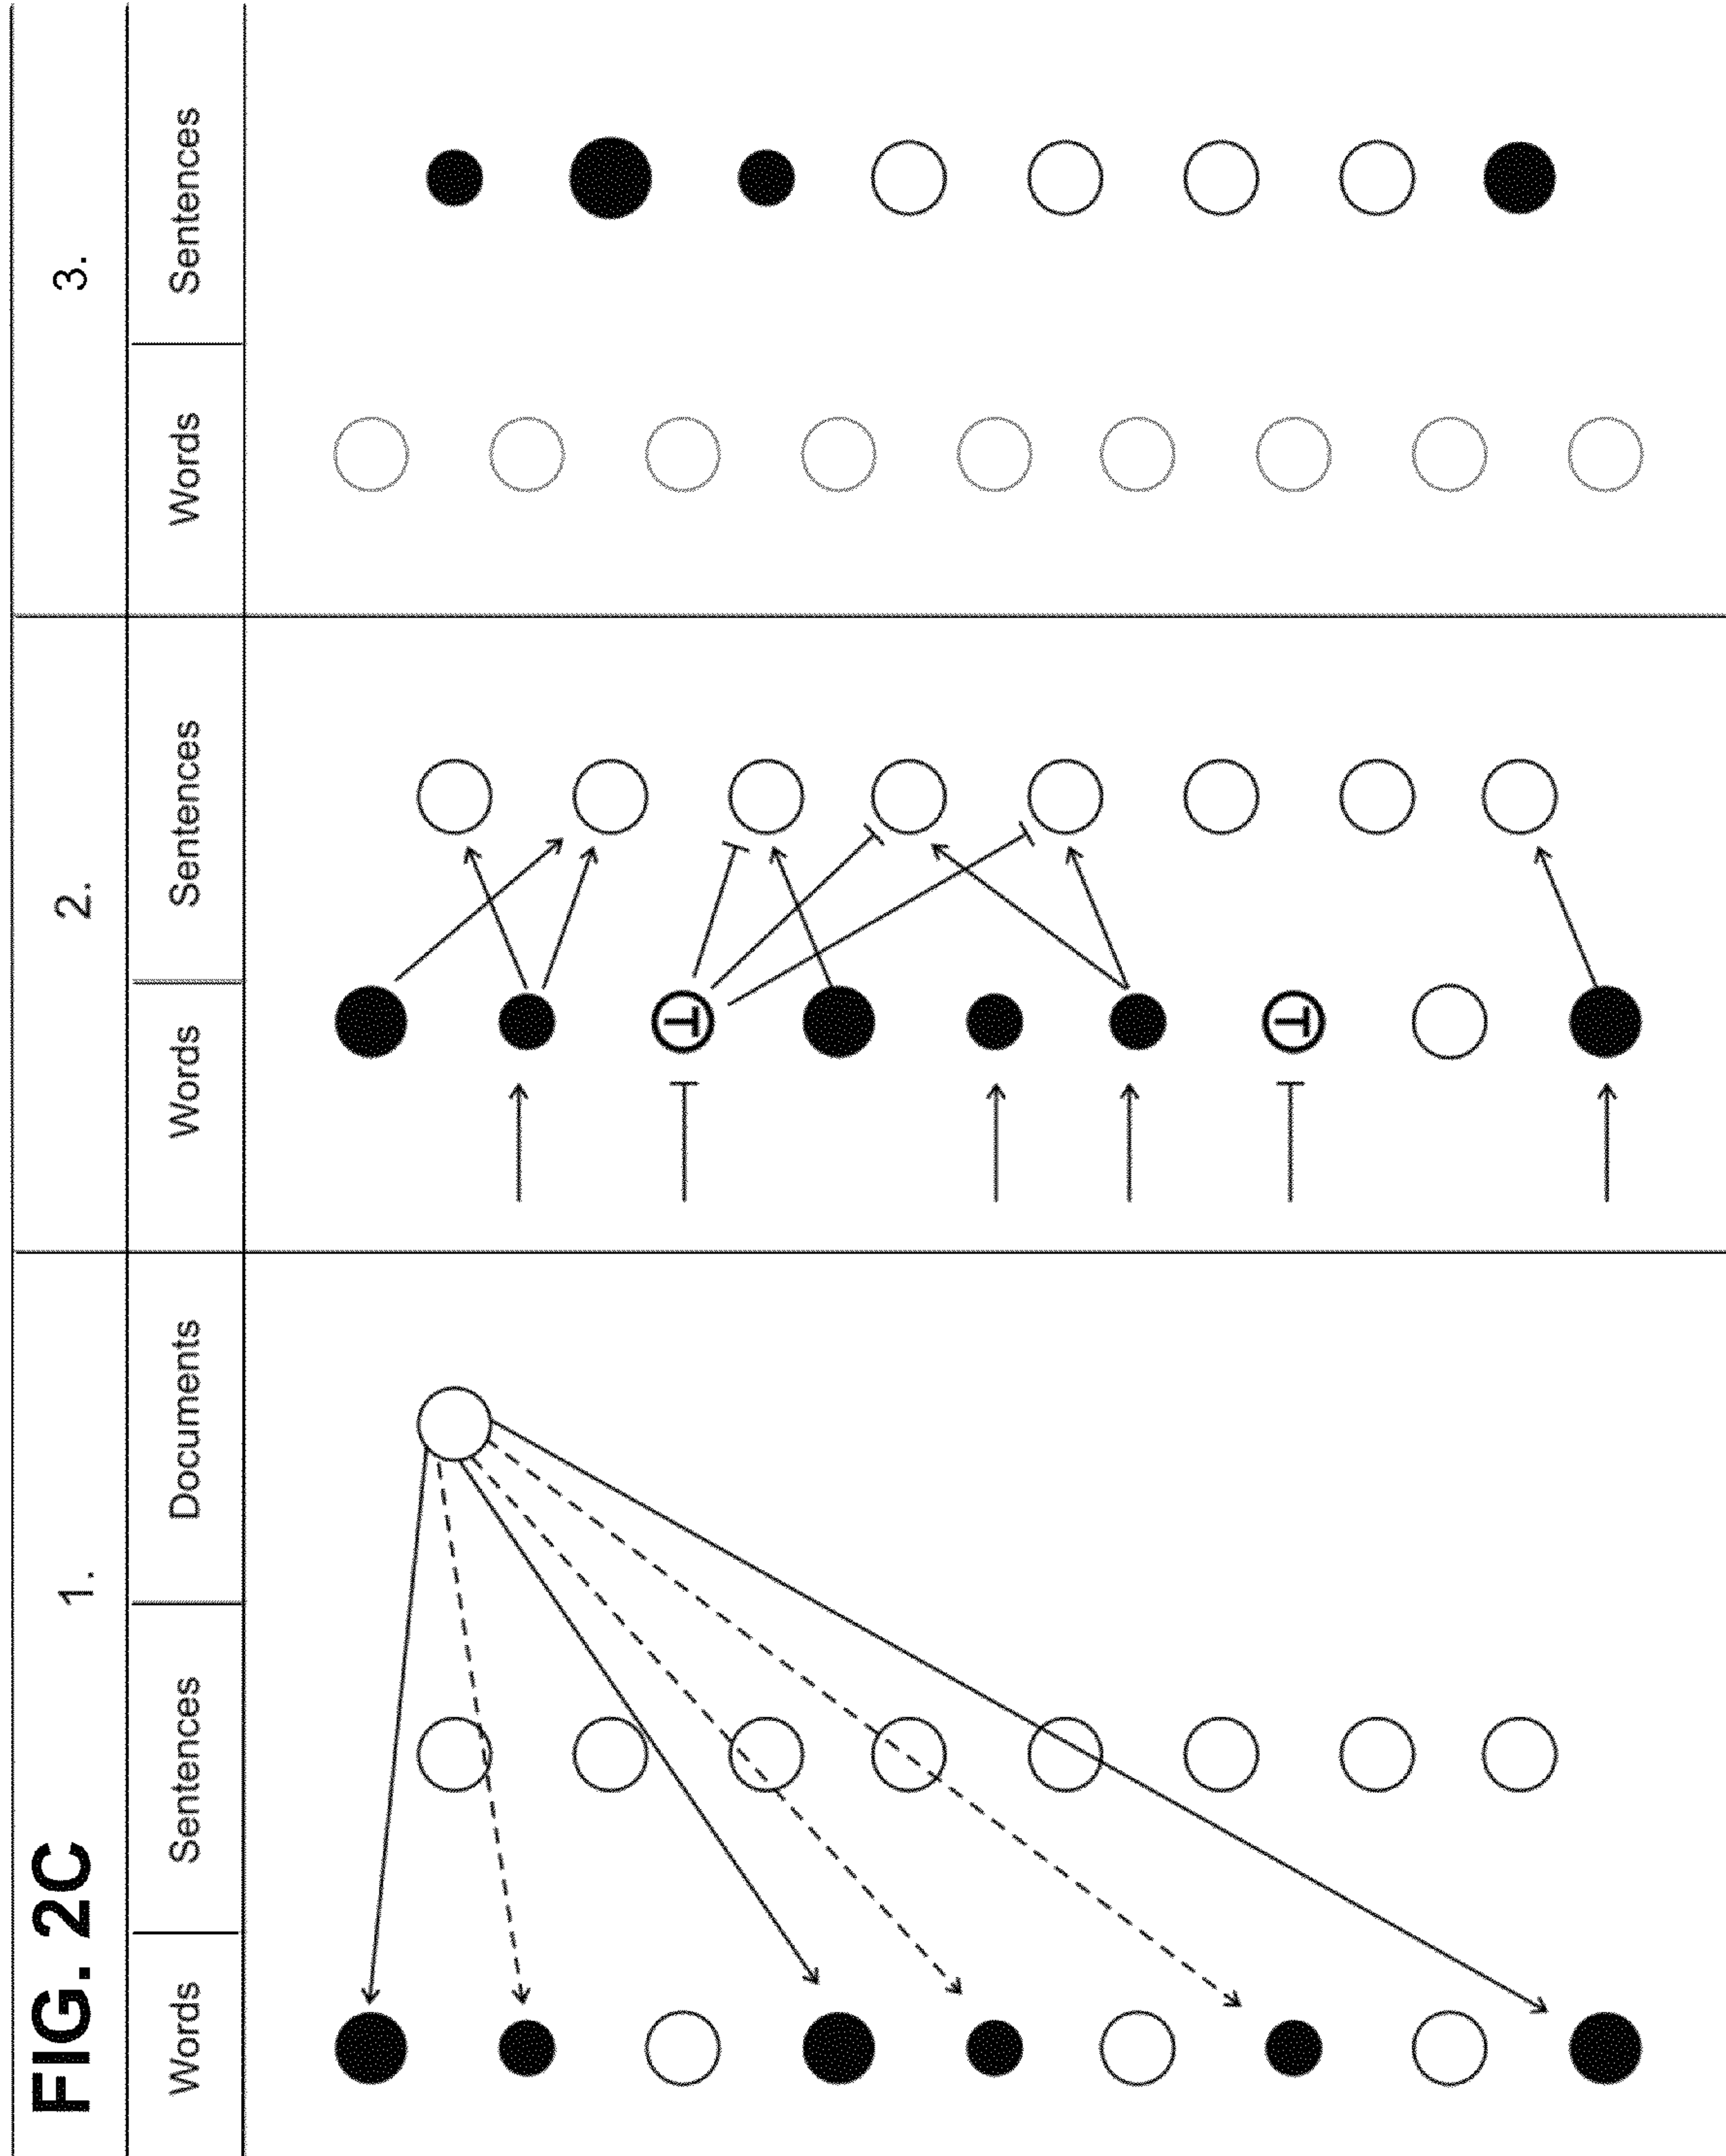 FIG. 2C
1.
2.
3.
Words
Sentences
Documents
Words
Sentences
Words
Sentences
T
T